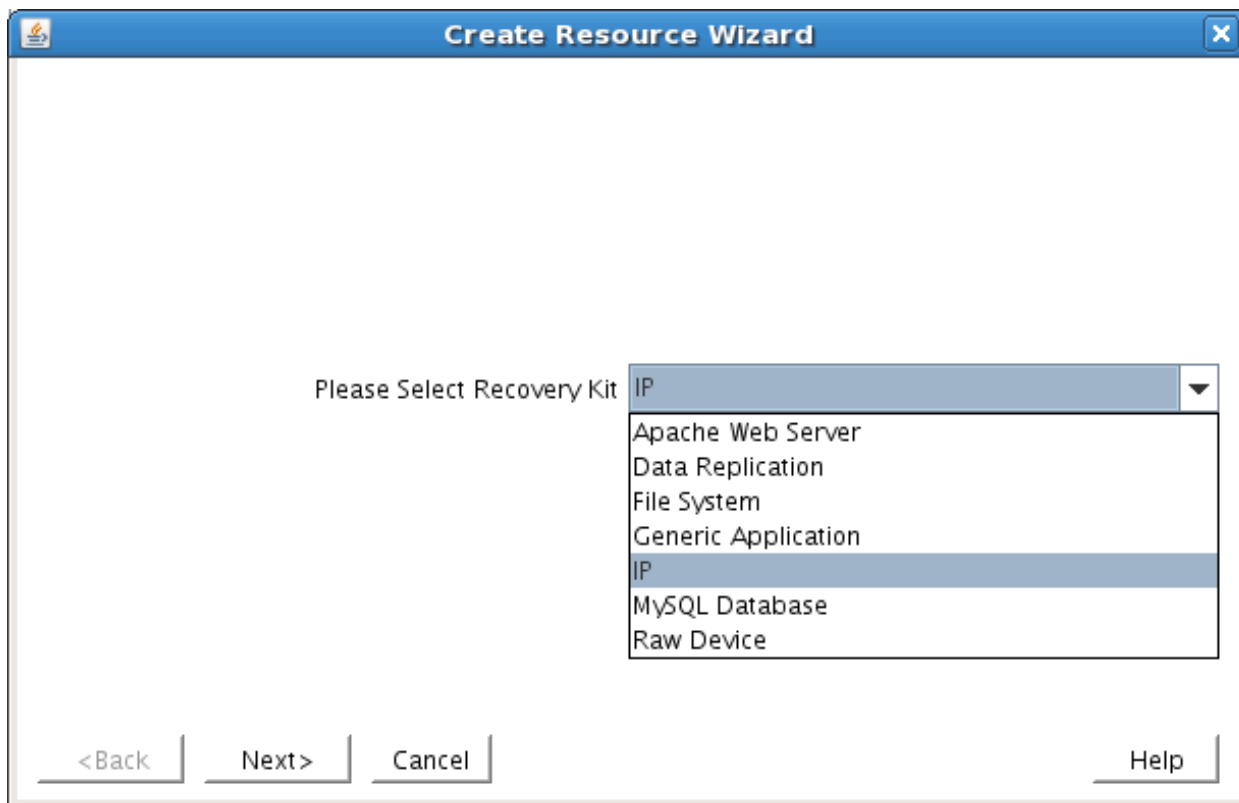 Create Resource Wizard
Please Select Recovery Kit IP
Apache Web Server
Data Replication
File System
Generic Application
IP
MySQL Database
Raw Device
<Back Next> Cancel Help